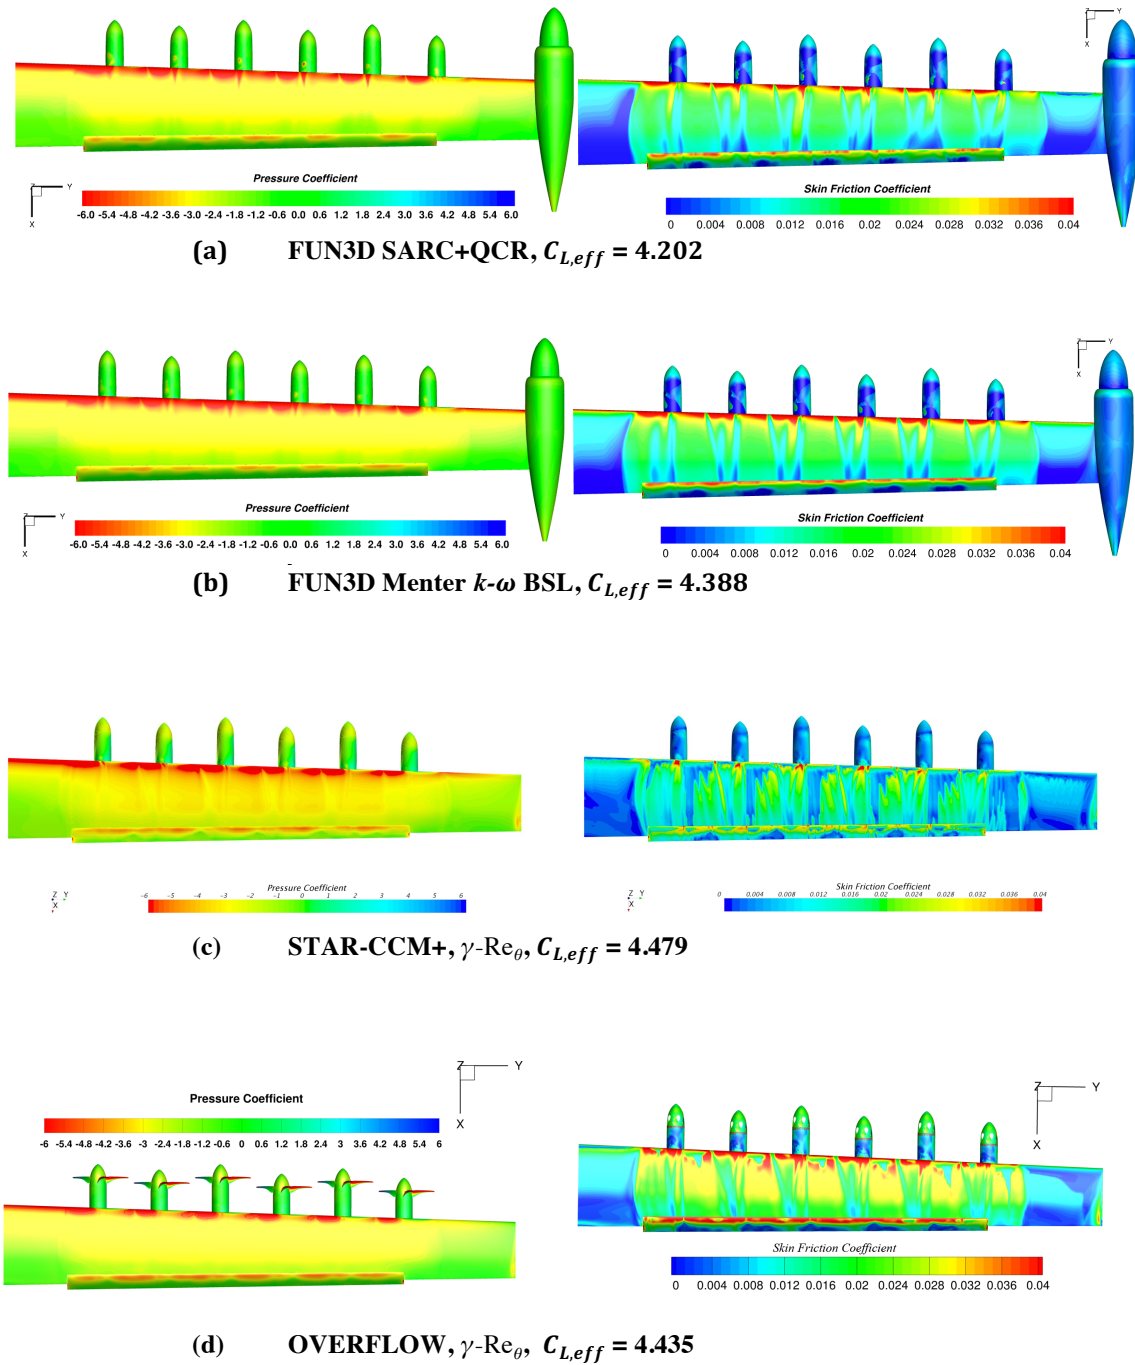 Z
X
Pressure Coefficient
Y
X
-6.0 -5.4 -4.8 -4.2 -3.6 -3.0 -2.4 -1.8 -1.2 -0.6 0.0 0.6 1.2 1.8 2.4 3.0 3.6 4.2 4.8 5.4 6.0
Y
Skin Friction Coefficient
0 0.004 0.008 0.012 0.016 0.02 0.024 0.028 0.032 0.036 0.04
(a) FUN3D SARC+QCR, C_{L,eff} = 4.202
Z Y
X
Pressure Coefficient
Y
X
-6.0 -5.4 -4.8 -4.2 -3.6 -3.0 -2.4 -1.8 -1.2 -0.6 0.0 0.6 1.2 1.8 2.4 3.0 3.6 4.2 4.8 5.4 6.0
Skin Friction Coefficient
0 0.004 0.008 0.012 0.016 0.02 0.024 0.028 0.032 0.036 0.04
(b) FUN3D Menter k-ω BSL, C_{L,eff} = 4.388
Z Y
X
Pressure Coefficient
-6 -5 -4 -3 -2 -1 0 1 2 3 4 5 6
Z Y
X
Skin Friction Coefficient
0 0.004 0.008 0.012 0.016 0.02 0.024 0.028 0.032 0.036 0.04
(c) STAR-CCM+, γ-Re_θ, C_{L,eff} = 4.479
Pressure Coefficient
-6 -5.4 -4.8 -4.2 -3.6 -3 -2.4 -1.8 -1.2 -0.6 0 0.6 1.2 1.8 2.4 3 3.6 4.2 4.8 5.4 6
Z Y
X
Z Y
X
Skin Friction Coefficient
0 0.004 0.008 0.012 0.016 0.02 0.024 0.028 0.032 0.036 0.04
(d) OVERFLOW, γ-Re_θ, C_{L,eff} = 4.435